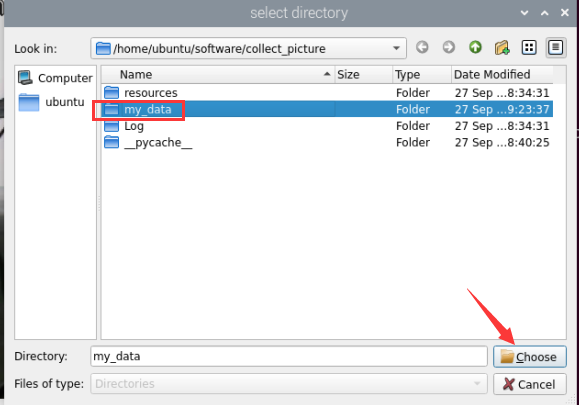 select directory
Look in: /home/ubuntu/software/collect_picture
Computer
ubuntu
Name Size Type Date Modified
resources Folder 27 Sep ...8:34:31
my_data Folder 27 Sep ...9:23:37
Log Folder 27 Sep ...8:34:31
__pycache__ Folder 27 Sep ...8:40:25
Directory: my_data Choose
Files of type: Directories Cancel